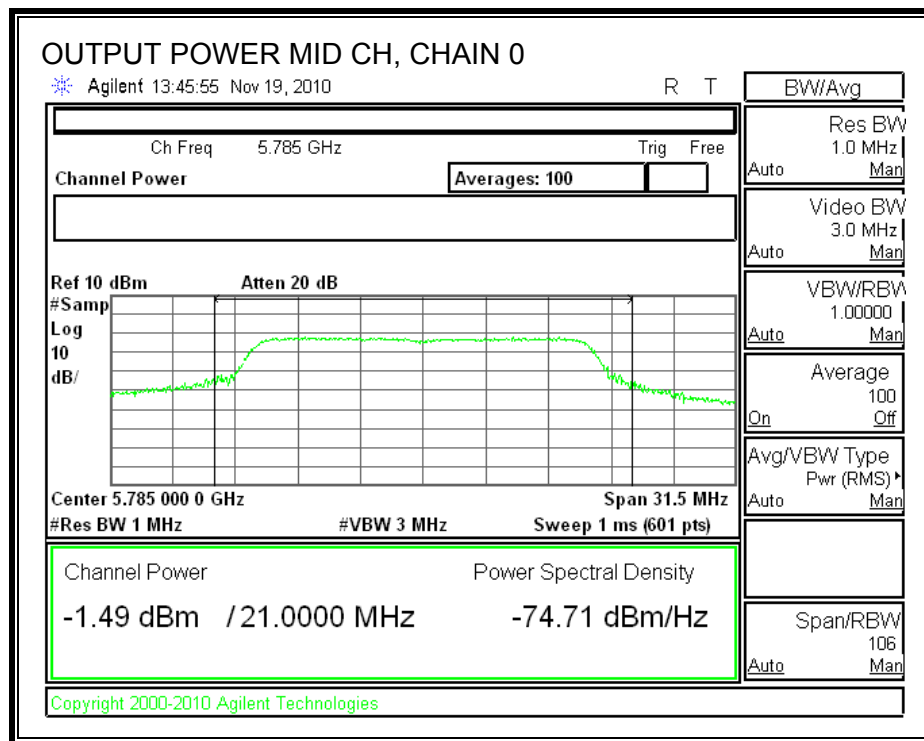 OUTPUT POWER MID CH, CHAIN 0
Agilent 13:45:55 Nov 19, 2010 R T
BW/Avg
Ch Freq 5.785 GHz Trig Free
Channel Power Averages: 100
Res BW
1.0 MHz
Auto Man
Video BW
3.0 MHz
Auto Man
Ref 10 dBm Atten 20 dB
#Samp
Log
10
dB/
VBW/RBW
1.00000
Auto Man
Average
100
On Off
Avg/VBW Type
Pwr (RMS)
Auto Man
Center 5.785 000 0 GHz Span 31.5 MHz
#Res BW 1 MHz #VBW 3 MHz Sweep 1 ms (601 pts)
Channel Power Power Spectral Density
-1.49 dBm / 21.0000 MHz -74.71 dBm/Hz
Span/RBW
106
Auto Man
Copyright 2000-2010 Agilent Technologies